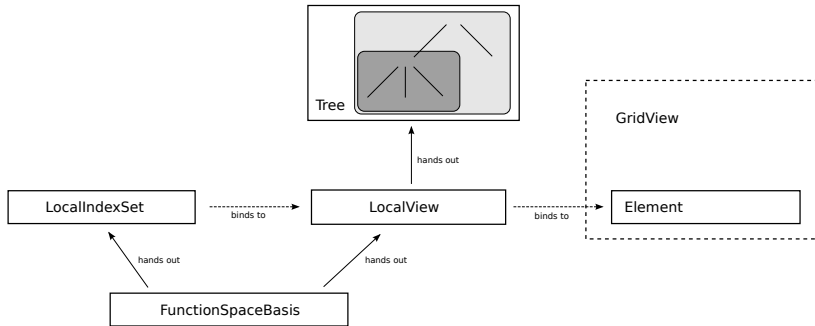 Tree
GridView
hands out
LocalIndexSet
binds to
LocalView
binds to
Element
hands out
hands out
FunctionSpaceBasis